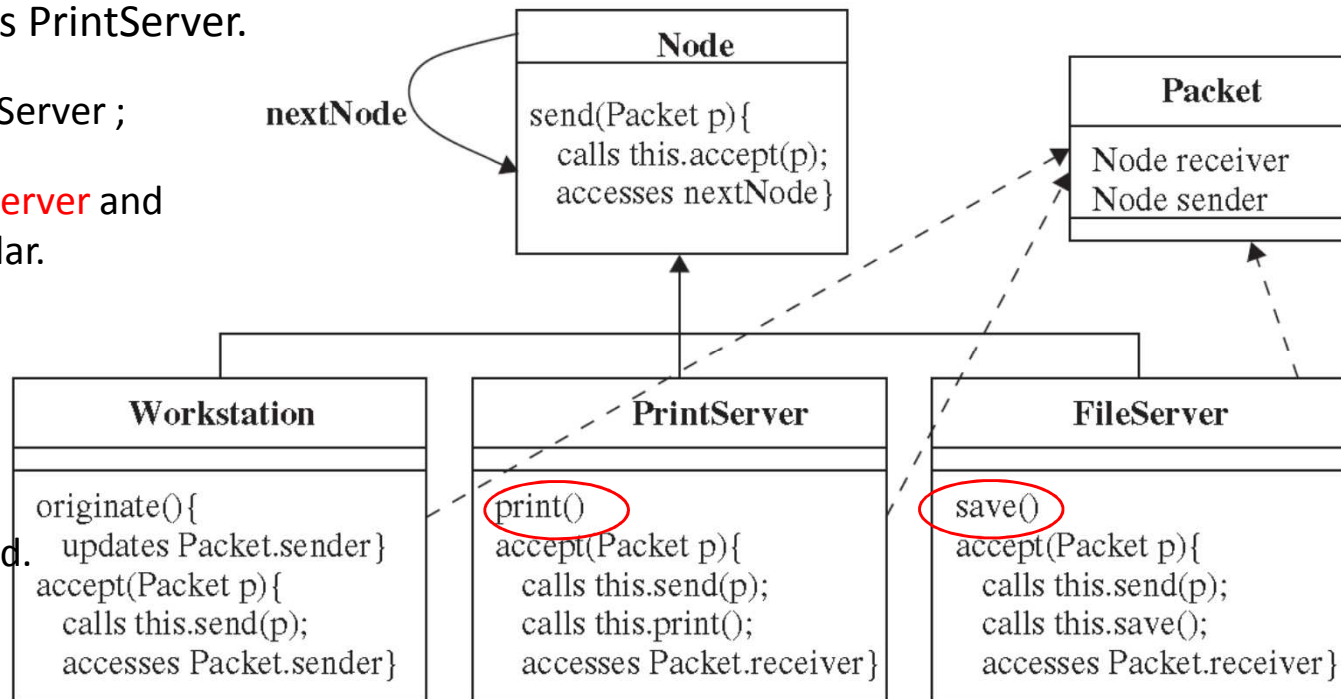 s PrintServer.
Server ;
erver and
lar.
d.
nextNode
Node
send(Packet p){
calls this.accept(p);
accesses nextNode}
Packet
Node receiver
Node sender
Workstation
originate(){
updates Packet.sender}
accept(Packet p){
calls this.send(p);
accesses Packet.sender}
PrintServer
print()
accept(Packet p){
calls this.send(p);
calls this.print();
accesses Packet.receiver}
FileServer
save()
accept(Packet p){
calls this.send(p);
calls this.save();
accesses Packet.receiver}